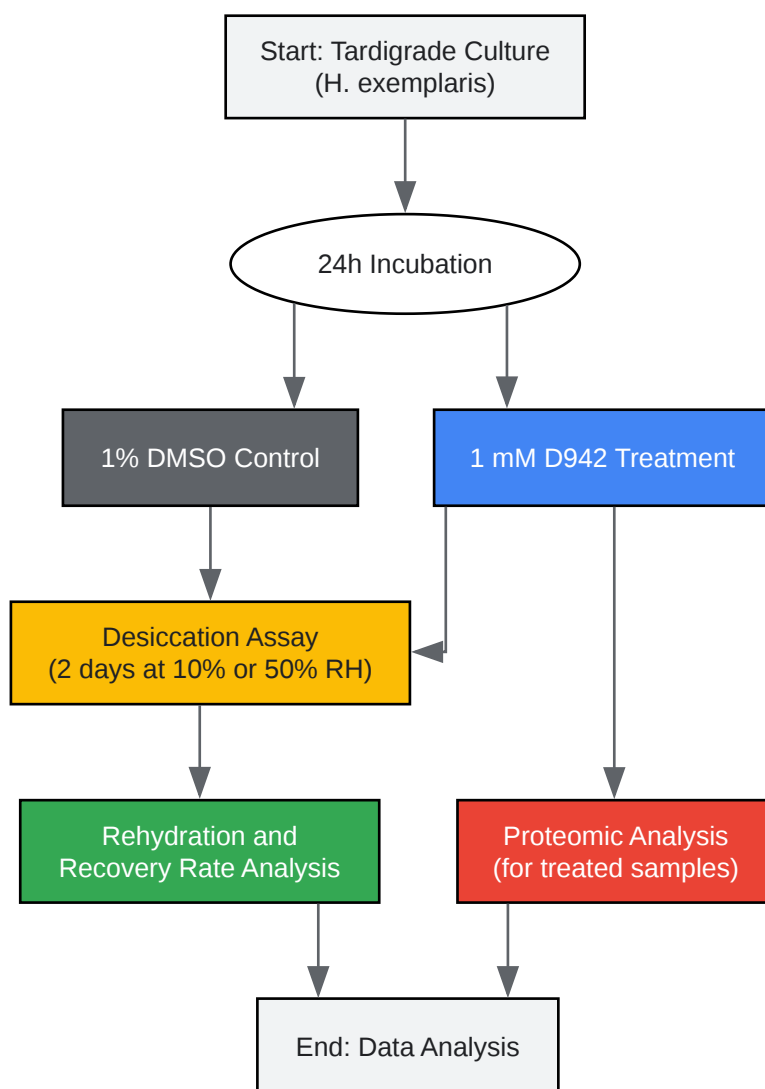 Start: Tardigrade Culture
(H. exemplaris)
24h Incubation
1% DMSO Control
1 mM D942 Treatment
Desiccation Assay
(2 days at 10% or 50% RH)
Rehydration and
Recovery Rate Analysis
Proteomic Analysis
(for treated samples)
End: Data Analysis